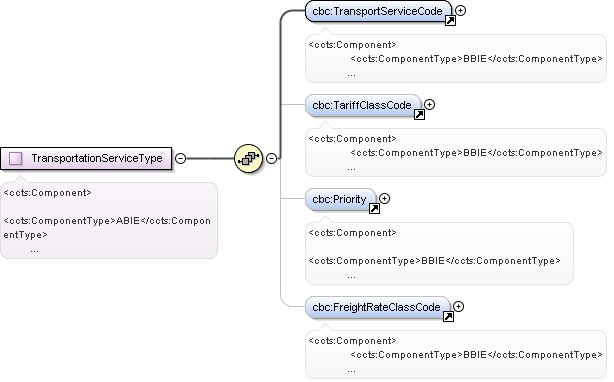 cbc:TransportServiceCode
<ccts:Component>
<ccts:ComponentType>BBIE</ccts:ComponentType>
...
cbc:TariffClassCode
<ccts:Component>
<ccts:ComponentType>BBIE</ccts:ComponentType>
...
TransportationServiceType
<ccts:Component>
<ccts:ComponentType>ABIE</ccts:Compon
entType>
...
cbc:Priority
<ccts:Component>
<ccts:ComponentType>BBIE</ccts:ComponentType>
...
cbc:FreightRateClassCode
<ccts:Component>
<ccts:ComponentType>BBIE</ccts:ComponentType>
...